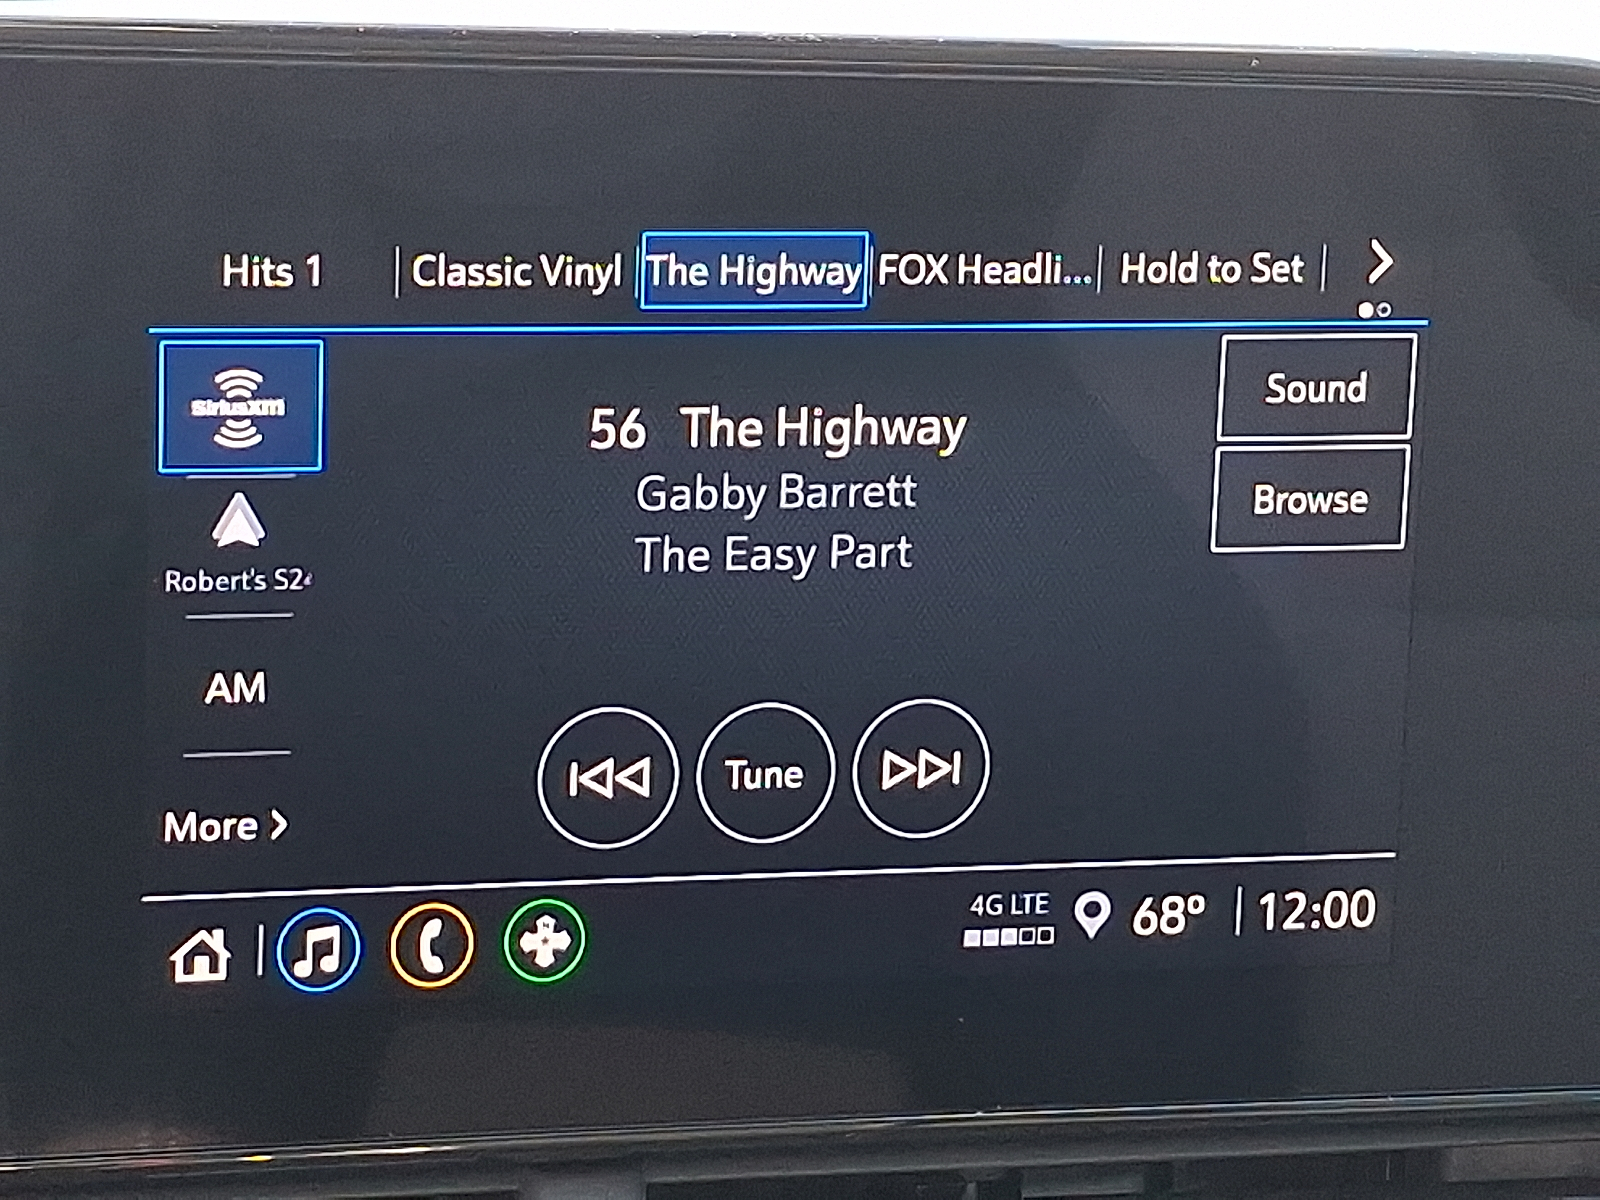 Hits 1 Classic Vinyl The Highway FOX Headli... Hold to Set
SiriusXM
56 The Highway
Gabby Barrett
The Easy Part
Sound
Browse
Robert's S2
AM
More
Tune
4G LTE 68° 12:00